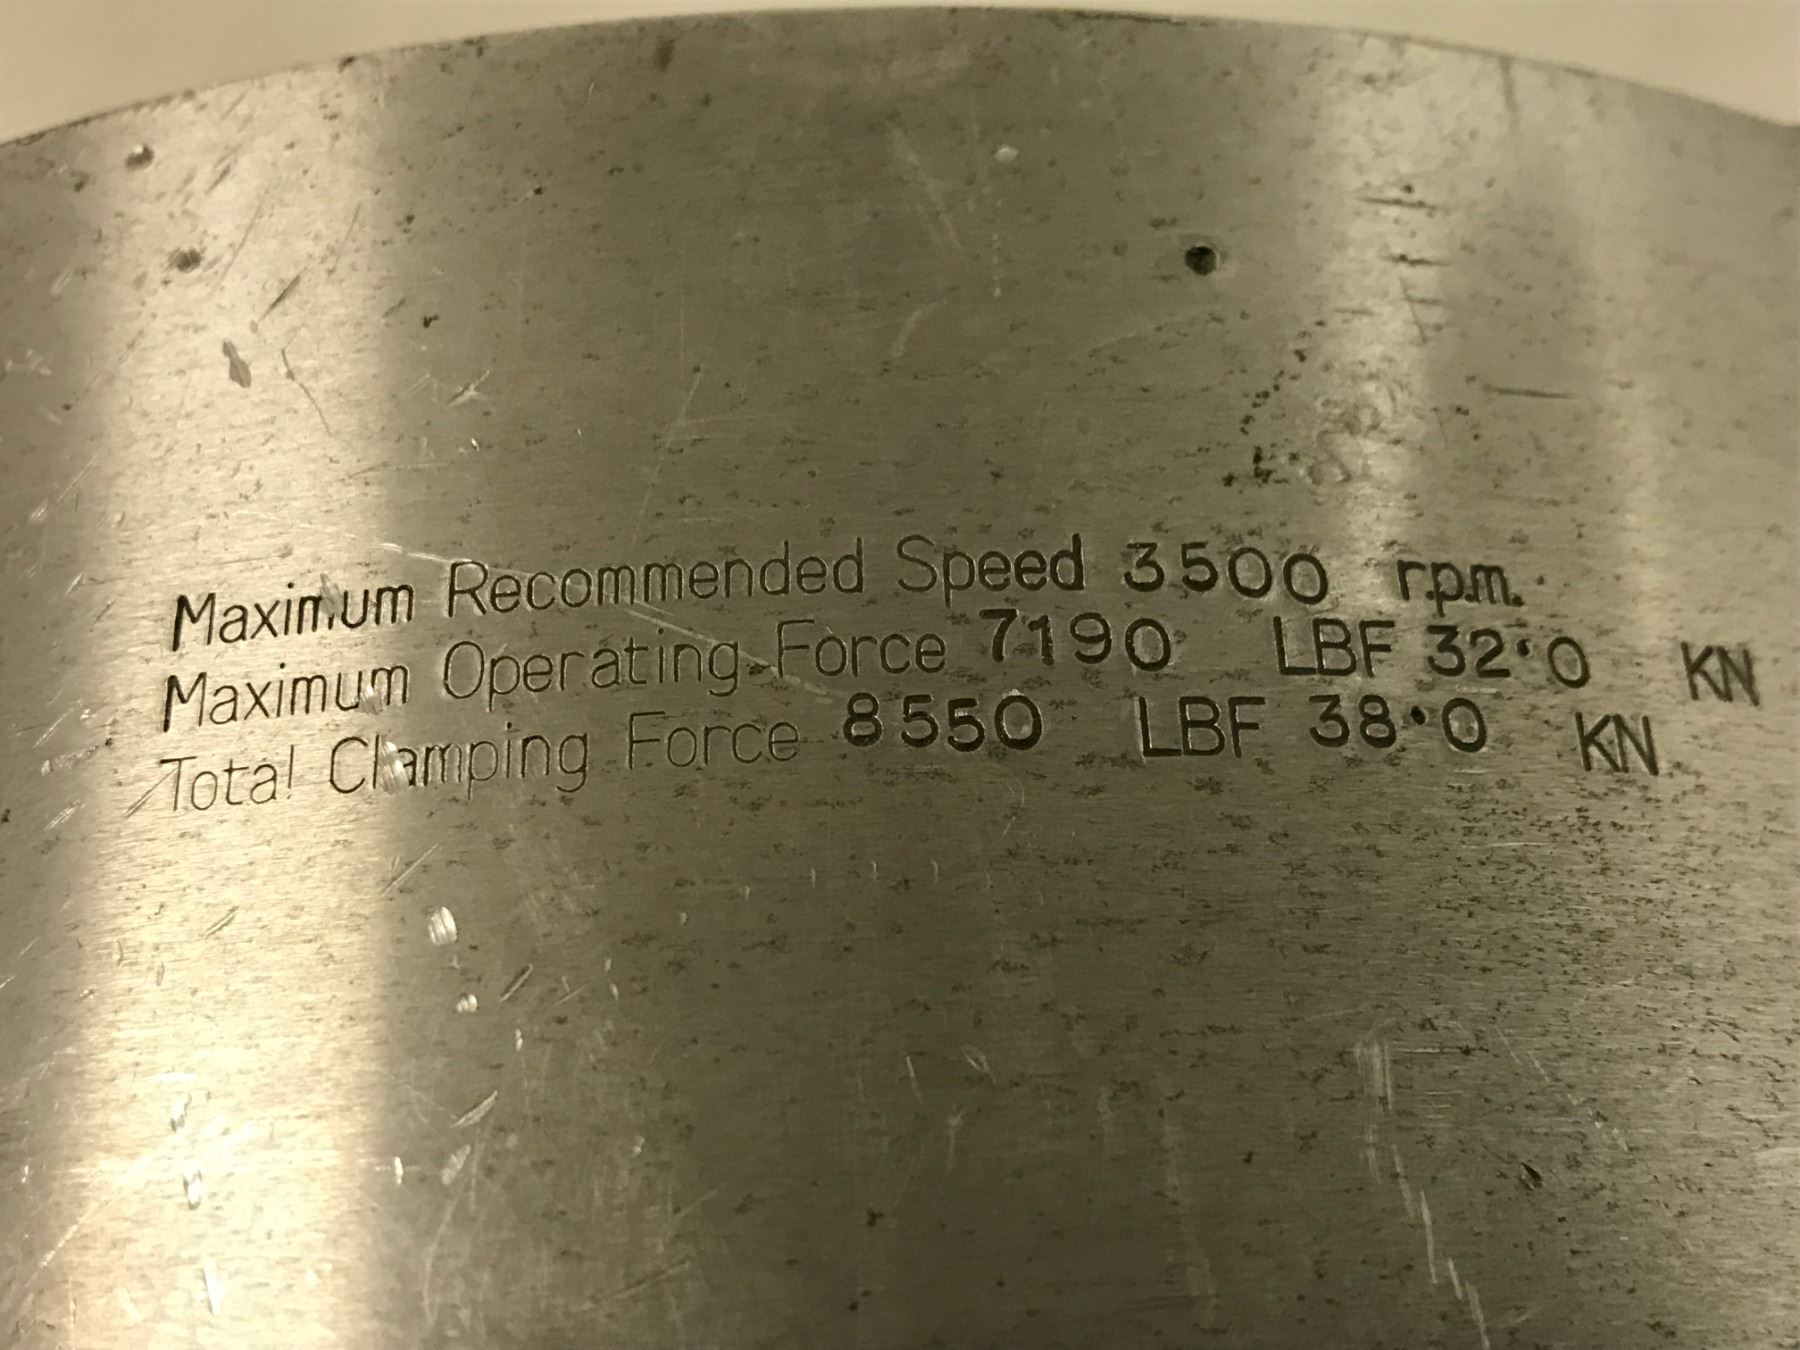 Maximum Recommended Speed 3500 r.p.m.
Maximum Operating Force 7190 LBF 32·0 KN
Total Clamping Force 8550 LBF 38·0 KN